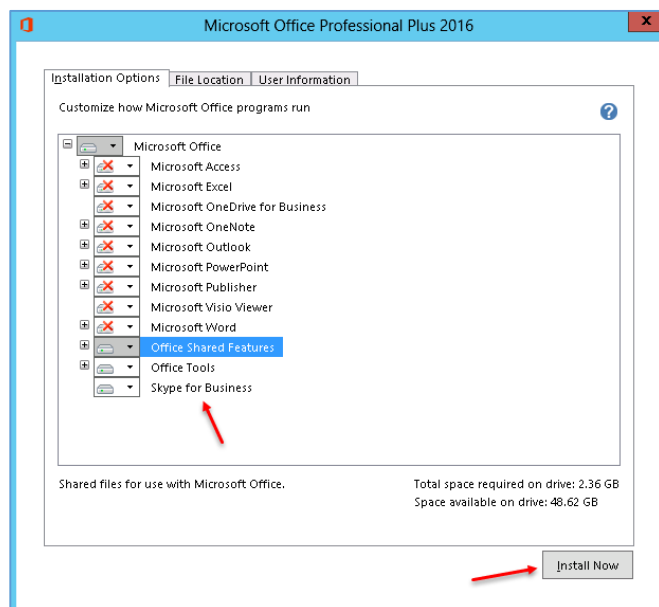 Microsoft Office Professional Plus 2016
x
Installation Options File Location User Information
Customize how Microsoft Office programs run
?
Microsoft Office
Microsoft Access
Microsoft Excel
Microsoft OneDrive for Business
Microsoft OneNote
Microsoft Outlook
Microsoft PowerPoint
Microsoft Publisher
Microsoft Visio Viewer
Microsoft Word
Office Shared Features
Office Tools
Skype for Business
Shared files for use with Microsoft Office.
Total space required on drive: 2.36 GB
Space available on drive: 48.62 GB
Install Now